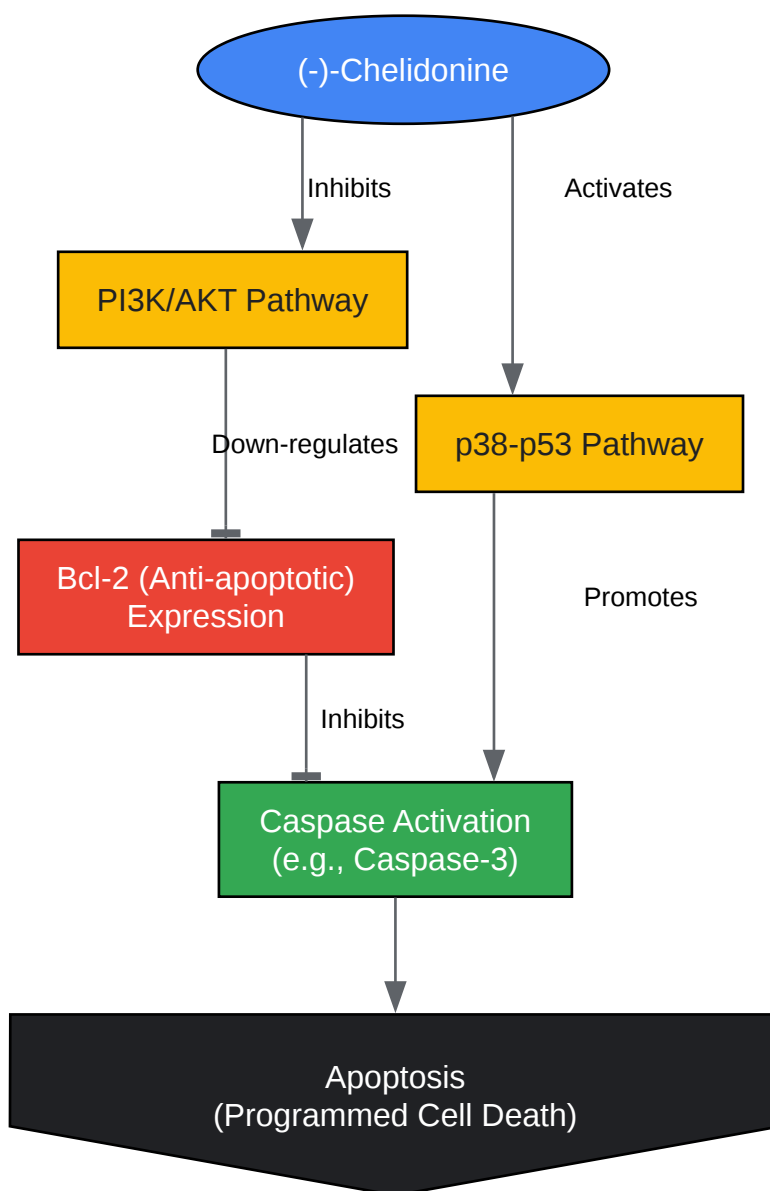 (-)-Chelidonine
Inhibits
Activates
PI3K/AKT Pathway
Down-regulates
p38-p53 Pathway
Bcl-2 (Anti-apoptotic)
Expression
Promotes
Inhibits
Caspase Activation
(e.g., Caspase-3)
Apoptosis
(Programmed Cell Death)